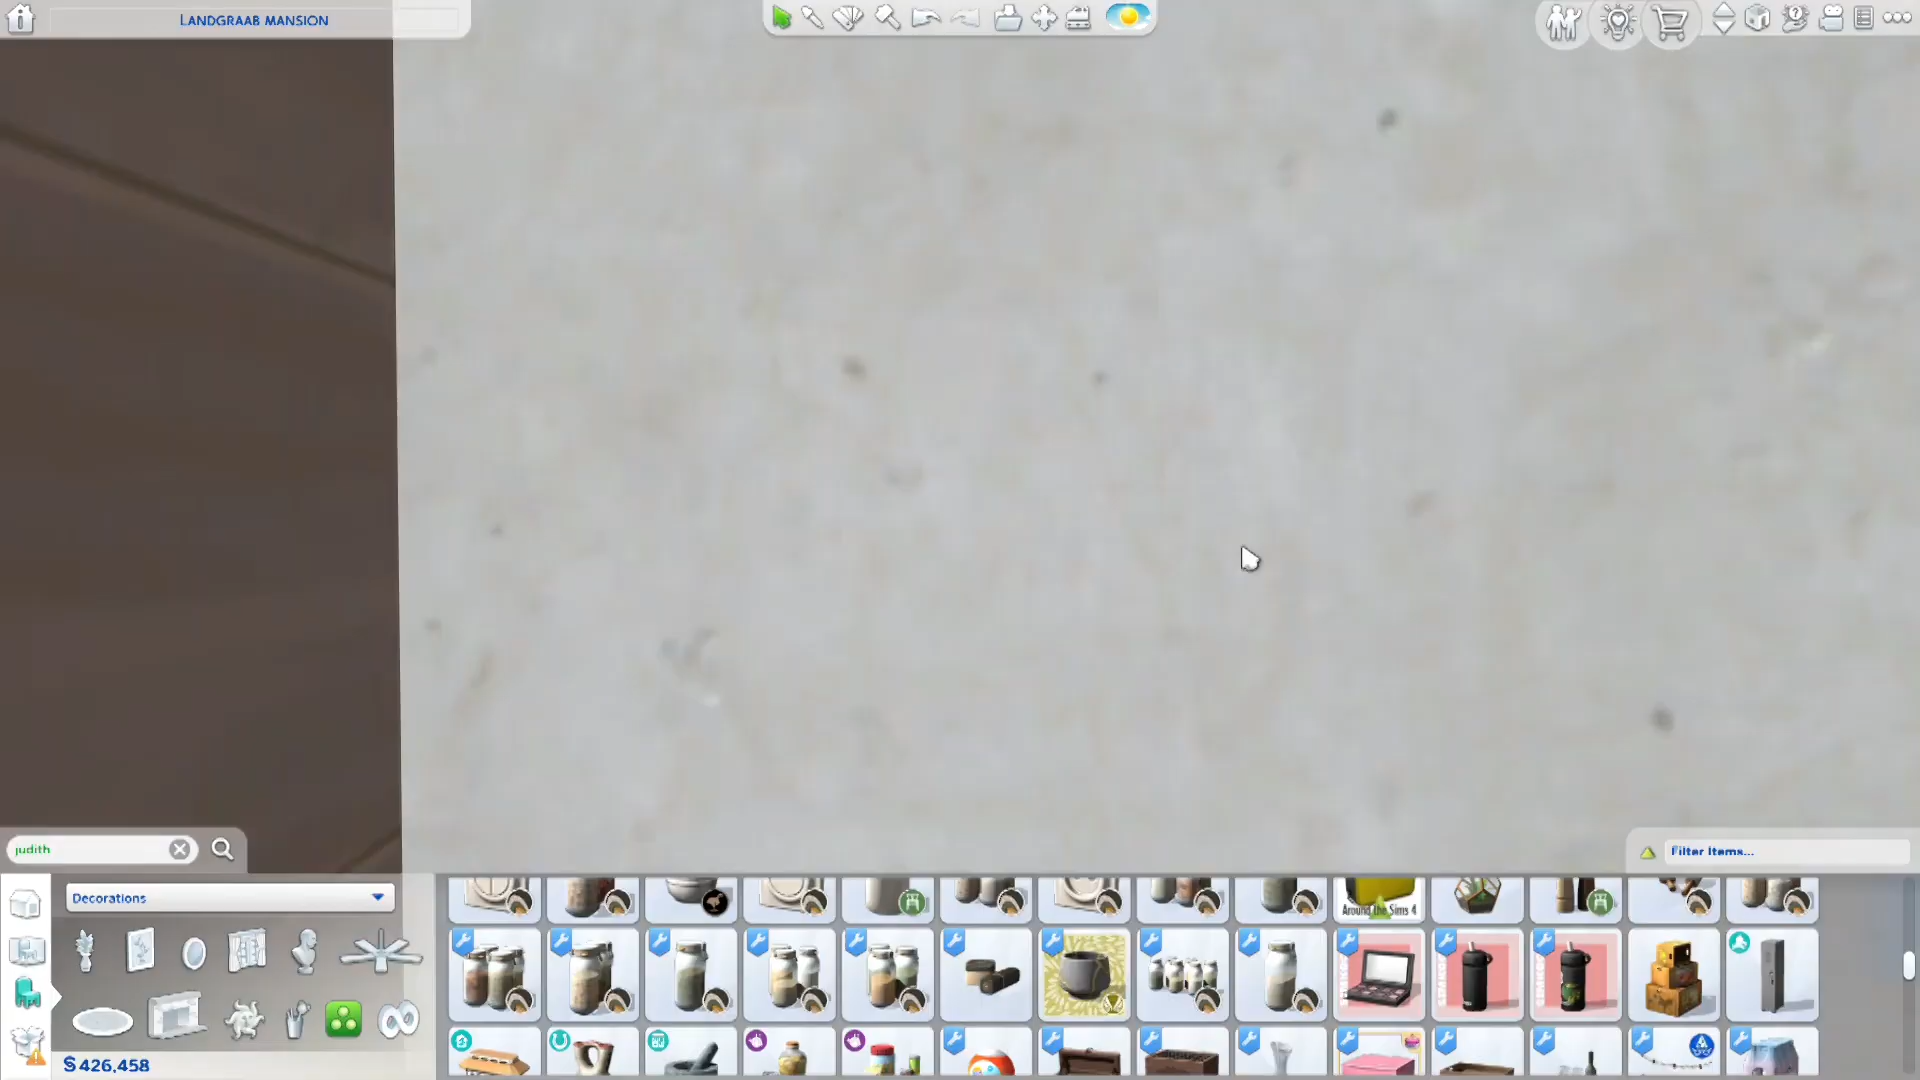 LANDGRAAB MANSION
judith
Filter Items...
Decorations
Around the Sims 4
§426,458